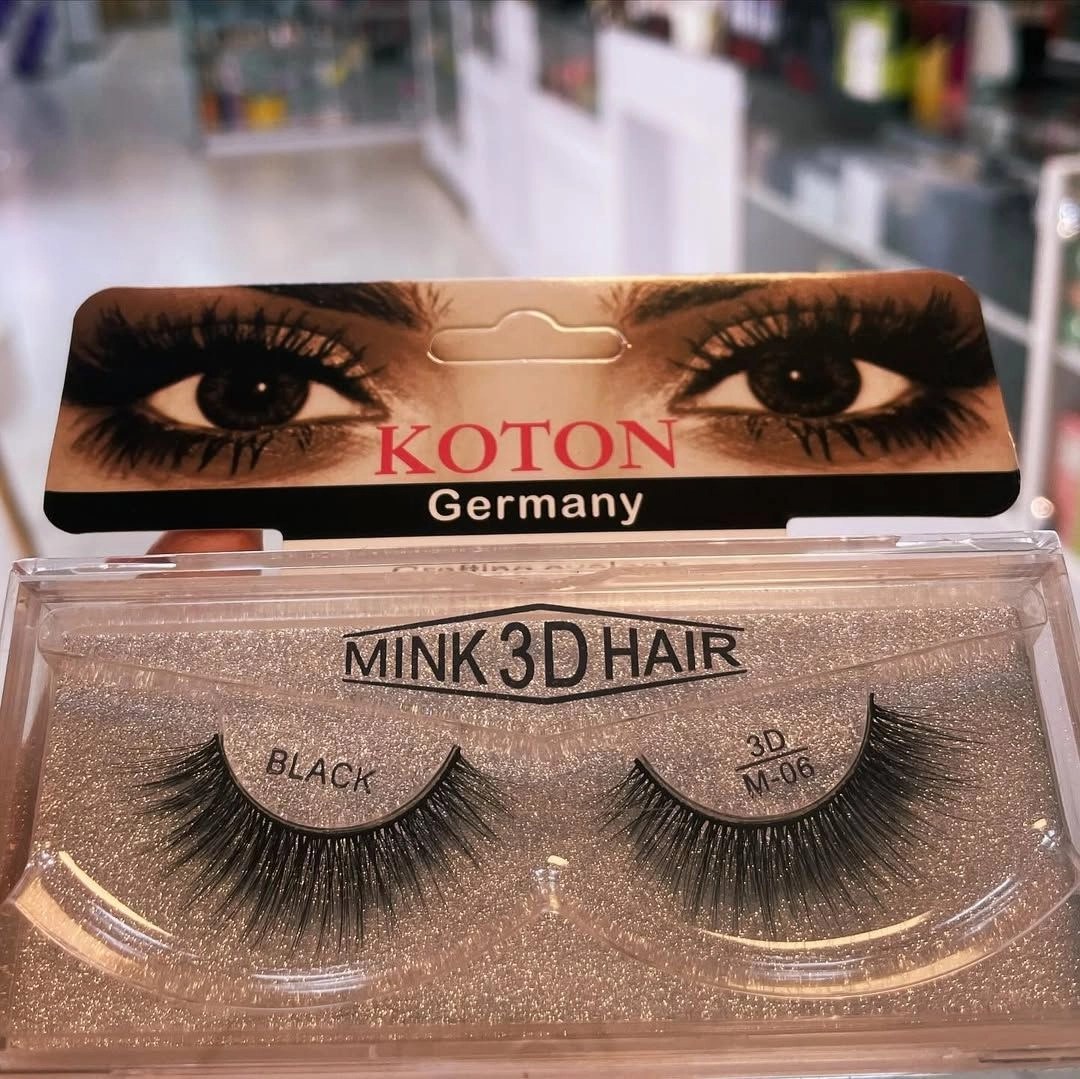 KOTON
Germany
MINK 3D HAIR
BLACK
3D
M-06